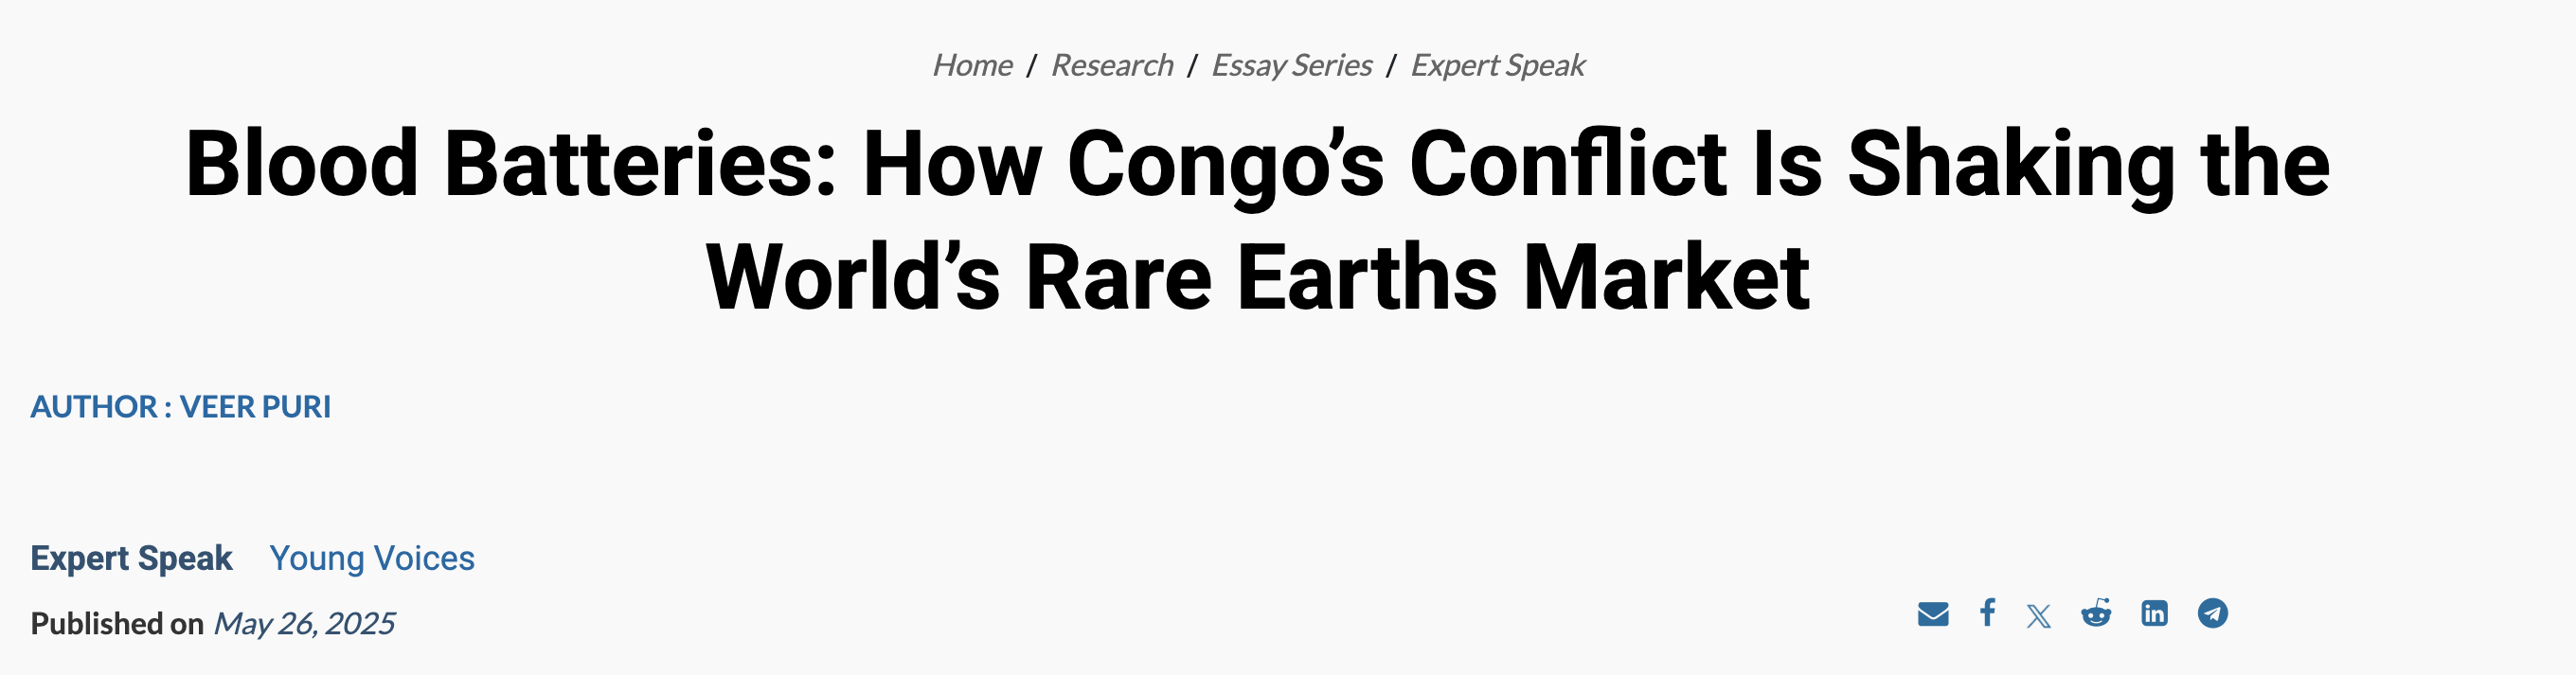 Home / Research / Essay Series / Expert Speak
Blood Batteries: How Congo’s Conflict Is Shaking the
World’s Rare Earths Market
AUTHOR : VEER PURI
Expert Speak Young Voices
Published on May 26, 2025